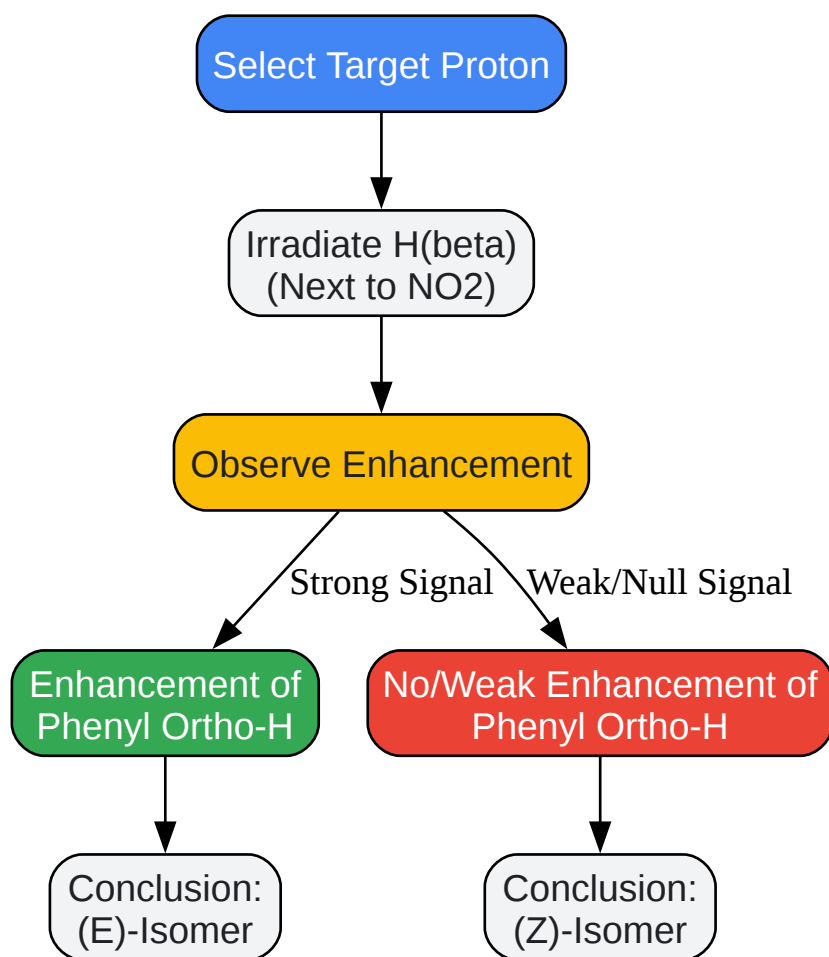 Select Target Proton
Irradiate H(beta)
(Next to NO2)
Observe Enhancement
Strong Signal
Weak/Null Signal
Enhancement of
Phenyl Ortho-H
No/Weak Enhancement of
Phenyl Ortho-H
Conclusion:
(E)-Isomer
Conclusion:
(Z)-Isomer